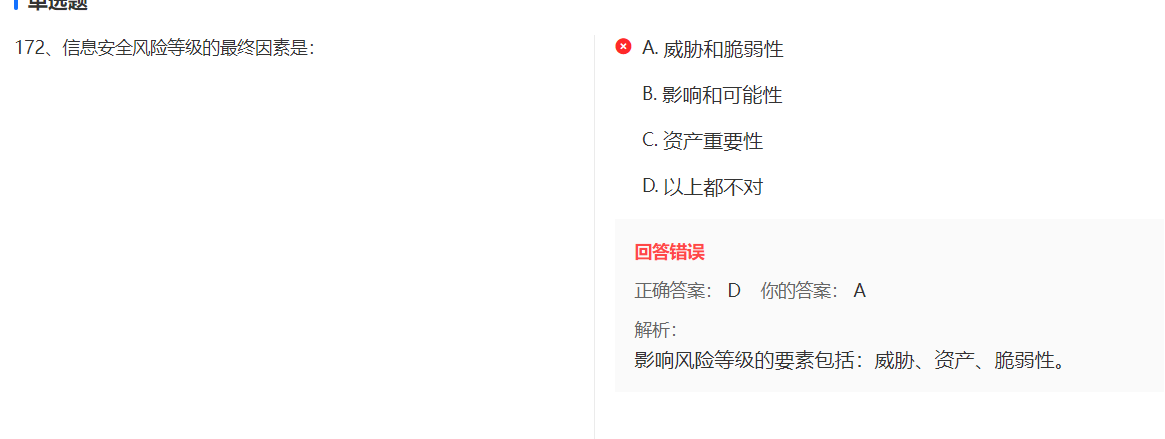 单选题
172、信息安全风险等级的最终因素是：
A. 威胁和脆弱性
B. 影响和可能性
C. 资产重要性
D. 以上都不对
回答错误
正确答案： D 你的答案： A
解析：
影响风险等级的要素包括：威胁、资产、脆弱性。